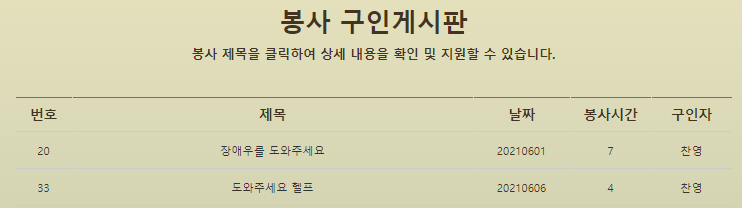 봉사 구인게시판
봉사 제목을 클릭하여 상세 내용을 확인 및 지원할 수 있습니다.
번호 제목 날짜 봉사시간 구인자
20 장애우를 도와주세요 20210601 7 찬영
33 도와주세요 헬프 20210606 4 찬영